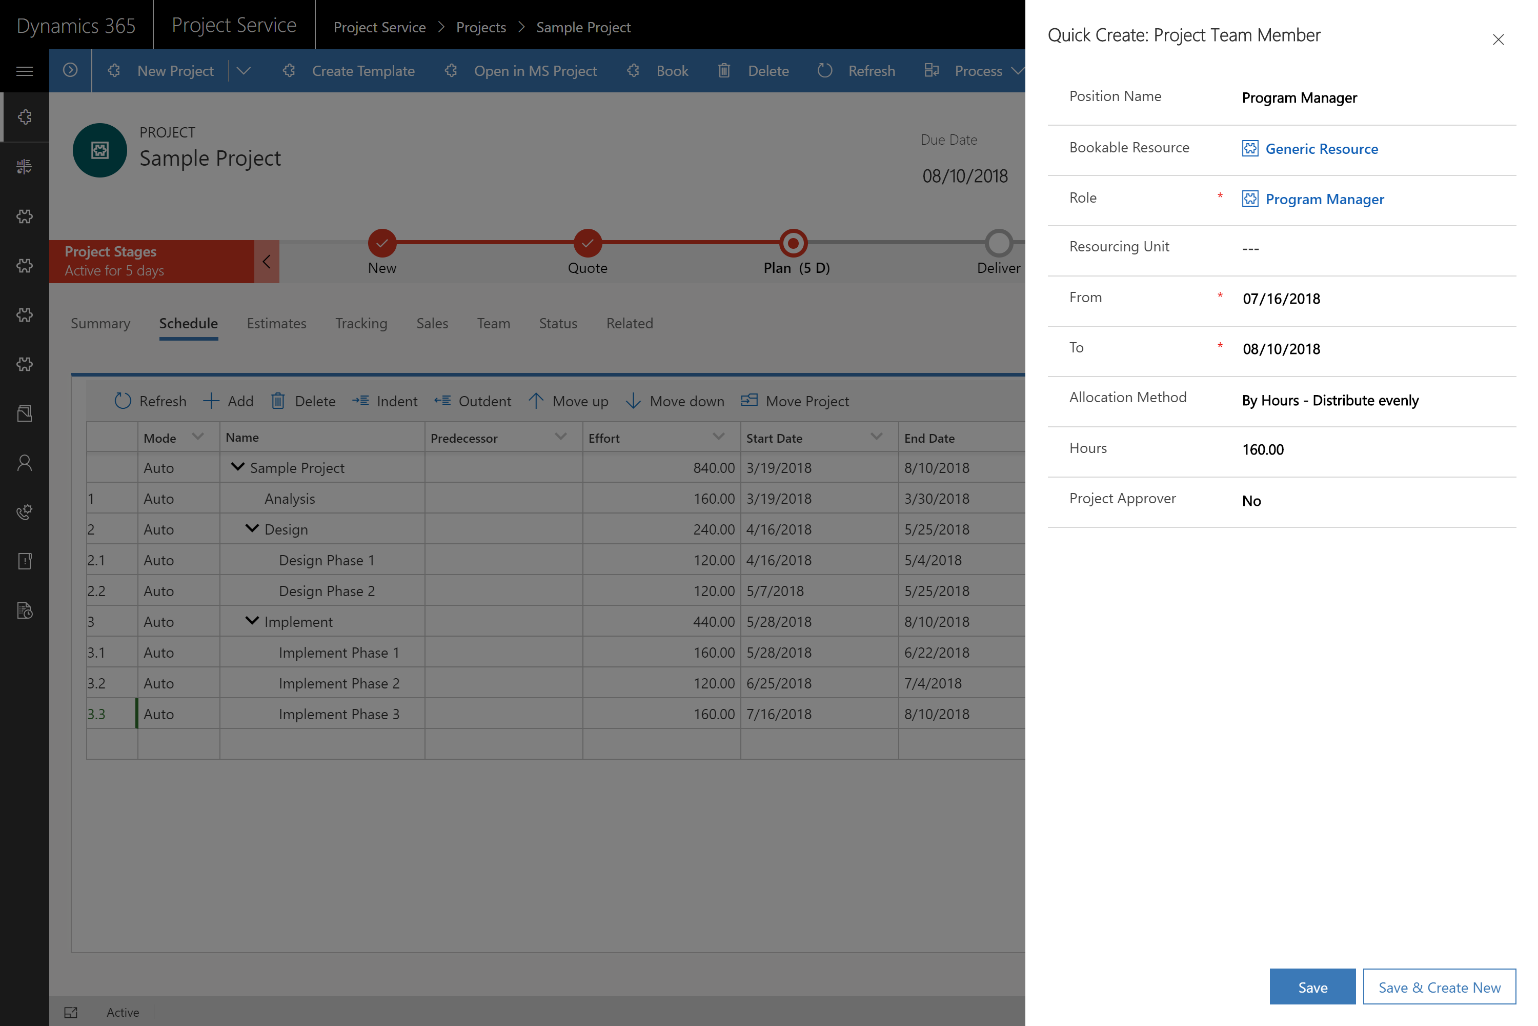 Dynamics 365 Project Service Project Service > Projects > Sample Project
New Project Create Template Open in MS Project Book Delete Refresh Process
PROJECT
Sample Project
Due Date
08/10/2018
Project Stages
Active for 5 days
New Quote Plan (5 D) Deliver
Summary Schedule Estimates Tracking Sales Team Status Related
Refresh Add Delete Indent Outdent Move up Move down Move Project
Mode Name Predecessor Effort Start Date End Date
Auto Sample Project 840.00 3/19/2018 8/10/2018
1 Auto Analysis 160.00 3/19/2018 3/30/2018
2 Auto Design 240.00 4/16/2018 5/25/2018
2.1 Auto Design Phase 1 120.00 4/16/2018 5/4/2018
2.2 Auto Design Phase 2 120.00 5/7/2018 5/25/2018
3 Auto Implement 440.00 5/28/2018 8/10/2018
3.1 Auto Implement Phase 1 160.00 5/28/2018 6/22/2018
3.2 Auto Implement Phase 2 120.00 6/25/2018 7/4/2018
3.3 Auto Implement Phase 3 160.00 7/16/2018 8/10/2018
Active
Quick Create: Project Team Member
Position Name Program Manager
Bookable Resource Generic Resource
Role * Program Manager
Resourcing Unit ---
From * 07/16/2018
To * 08/10/2018
Allocation Method By Hours - Distribute evenly
Hours 160.00
Project Approver No
Save Save & Create New